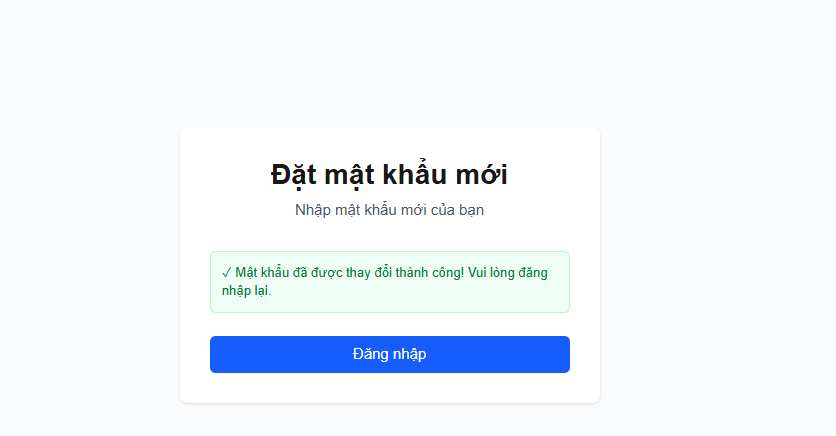 Đặt mật khẩu mới
Nhập mật khẩu mới của bạn
✓ Mật khẩu đã được thay đổi thành công! Vui lòng đăng
nhập lại.
Đăng nhập